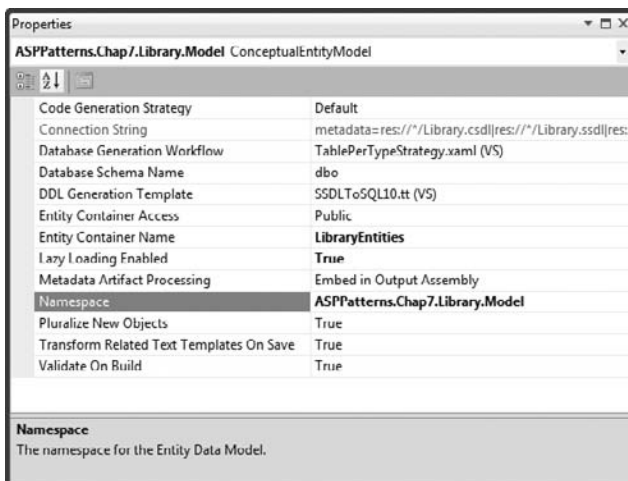 Properties
ASPPatterns.Chap7.Library.Model ConceptualEntityModel
Code Generation Strategy Default
Connection String metadata=res://*/Library.csdl|res://*/Library.ssdl|res:
Database Generation Workflow TablePerTypeStrategy.xaml (VS)
Database Schema Name dbo
DDL Generation Template SSDLToSQL10.tt (VS)
Entity Container Access Public
Entity Container Name LibraryEntities
Lazy Loading Enabled True
Metadata Artifact Processing Embed in Output Assembly
Namespace ASPPatterns.Chap7.Library.Model
Pluralize New Objects True
Transform Related Text Templates On Save True
Validate On Build True
Namespace
The namespace for the Entity Data Model.